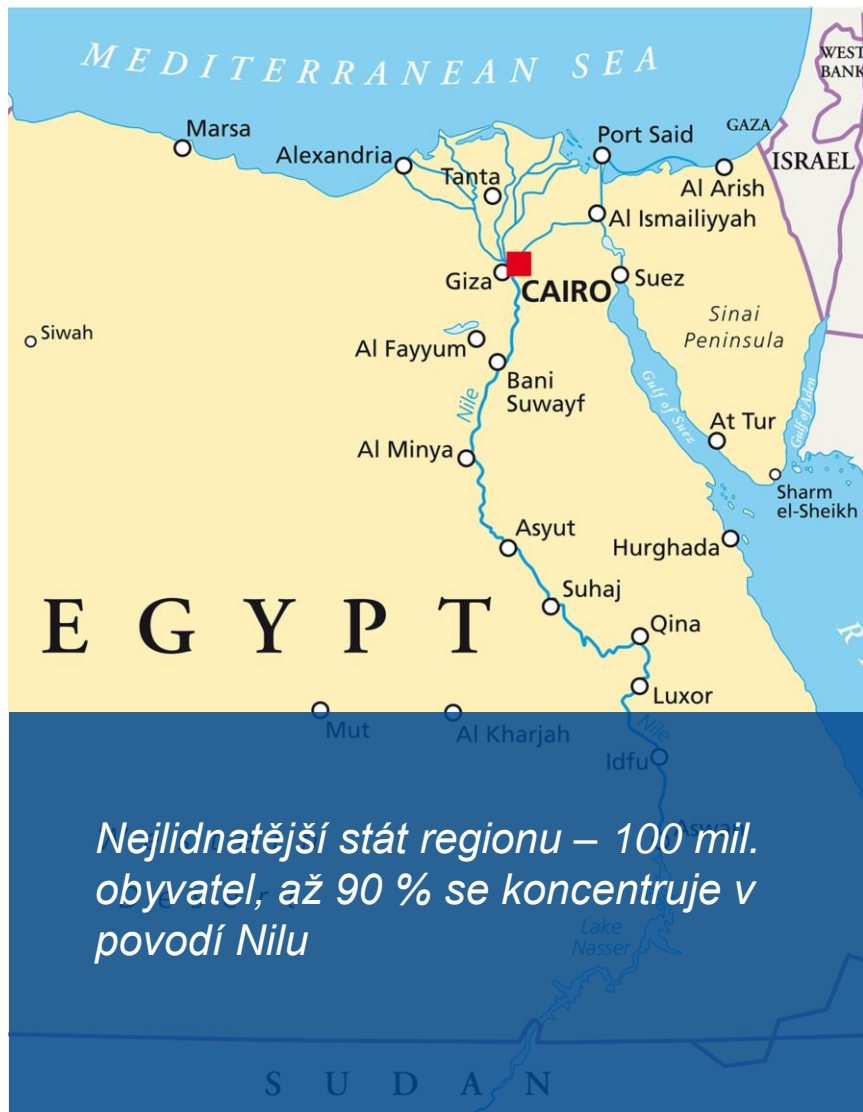 MEDITERRANEAN SEA
WEST
BANK
Marsa
Alexandria
Tanta
Port Said
GAZA
ISRAEL
Al Arish
Al Ismailiyyah
Giza
CAIRO
Suez
Sinai
Peninsula
Siwah
Al Fayyum
Bani
Suwayf
Nile
Gulf of Suez
Gulf of Aden
At Tur
Al Minya
Sharm
el-Sheikh
Asyut
Hurghada
Suhaj
EGYPT
Qina
Luxor
Mut
Al Kharjah
Nile
Idfu
Aswan
Nejlidnatější stát regionu – 100 mil.
obyvatel, až 90 % se koncentruje v
povodí Nilu
Lake
Nasser
SUDAN